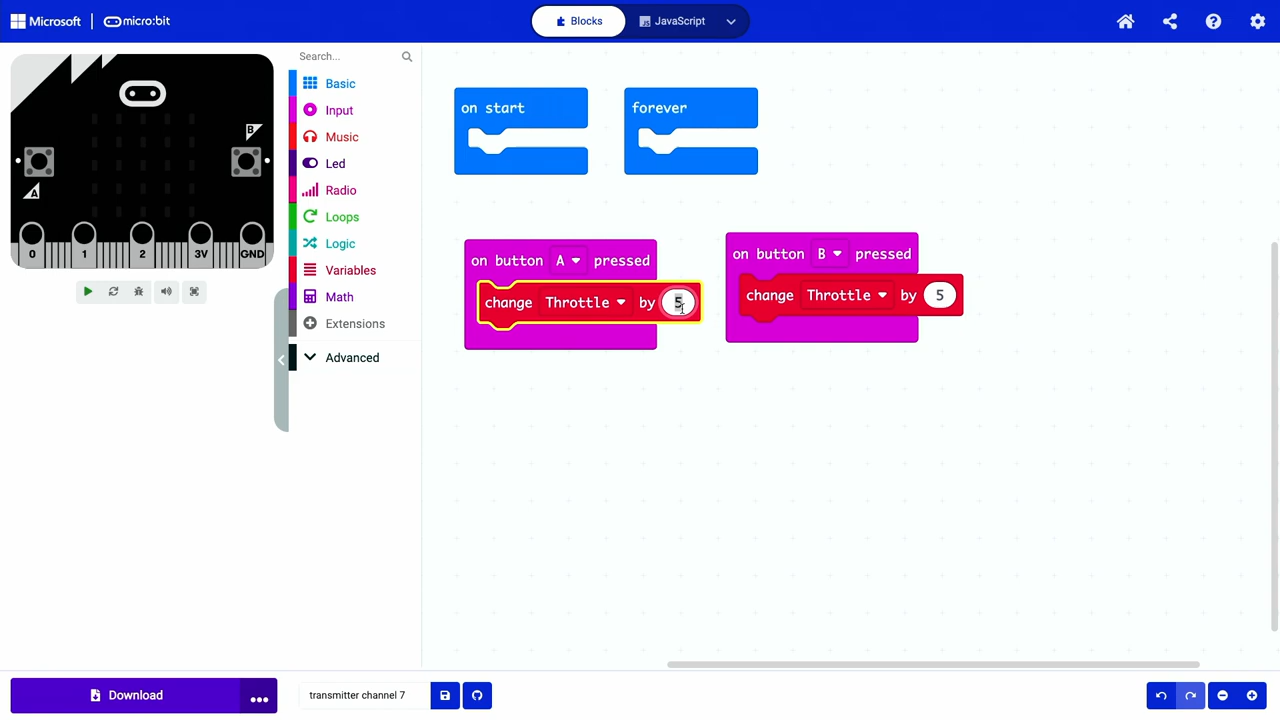 Microsoft
micro:bit
Blocks
JavaScript
B
A
0 1 2 3V GND
Search...
Basic
Input
Music
Led
Radio
Loops
Logic
Variables
Math
Extensions
Advanced
on start
forever
on button A pressed
change Throttle by 5
on button B pressed
change Throttle by 5
Download
transmitter channel 7